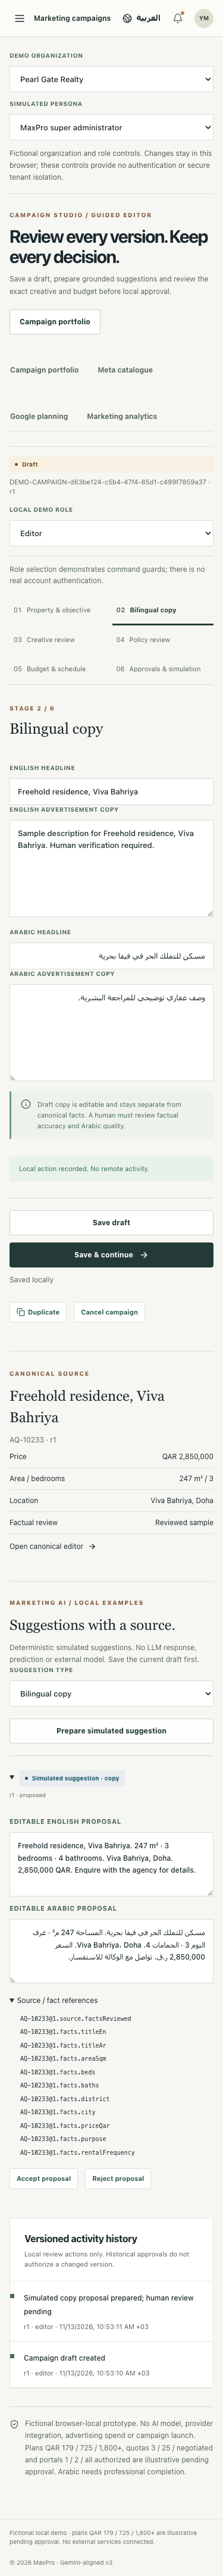 Marketing campaigns
العربية
YM
DEMO ORGANIZATION
Pearl Gate Realty
SIMULATED PERSONA
MaxPro super administrator
Fictional organization and role controls. Changes stay in this
browser; these controls provide no authentication or secure
tenant isolation.
CAMPAIGN STUDIO / GUIDED EDITOR
Review every version. Keep
every decision.
Save a draft, prepare grounded suggestions and review the
exact creative and budget before local approval.
Campaign portfolio
Campaign portfolio
Meta catalogue
Google planning
Marketing analytics
Draft
DEMO-CAMPAIGN-d63be124-c5b4-47f4-85d1-c499f7859a37 ·
r1
LOCAL DEMO ROLE
Editor
Role selection demonstrates command guards; there is no
real account authentication.
01 Property & objective
02 Bilingual copy
03 Creative review
04 Policy review
05 Budget & schedule
06 Approvals & simulation
STAGE 2 / 6
Bilingual copy
ENGLISH HEADLINE
Freehold residence, Viva Bahriya
ENGLISH ADVERTISEMENT COPY
Sample description for Freehold residence, Viva
Bahriya. Human verification required.
ARABIC HEADLINE
مسكن للتملك الحر في فيفا بحرية
ARABIC ADVERTISEMENT COPY
وصف عقاري توضيحي للمراجعة البشرية.
Draft copy is editable and stays separate from
canonical facts. A human must review factual
accuracy and Arabic quality.
Local action recorded. No remote activity.
Save draft
Save & continue
Saved locally
Duplicate
Cancel campaign
CANONICAL SOURCE
Freehold residence, Viva
Bahriya
AQ-10233 · r1
Price QAR 2,850,000
Area / bedrooms 247 m² / 3
Location Viva Bahriya, Doha
Factual review Reviewed sample
Open canonical editor
MARKETING AI / LOCAL EXAMPLES
Suggestions with a source.
Deterministic simulated suggestions. No LLM response,
prediction or external model. Save the current draft first.
SUGGESTION TYPE
Bilingual copy
Prepare simulated suggestion
Simulated suggestion · copy
r1 · proposed
EDITABLE ENGLISH PROPOSAL
Freehold residence, Viva Bahriya. 247 m² · 3
bedrooms · 4 bathrooms. Viva Bahriya, Doha.
2,850,000 QAR. Enquire with the agency for details.
EDITABLE ARABIC PROPOSAL
مسكن للتملك الحر في فيفا بحرية. المساحة 247 م² · غرف
النوم 3 · الحمامات 4. Viva Bahriya، Doha. السعر
2,850,000 ر.ق. تواصل مع الوكالة للاستفسار.
Source / fact references
AQ-10233@1.source.factsReviewed
AQ-10233@1.facts.titleEn
AQ-10233@1.facts.titleAr
AQ-10233@1.facts.areaSqm
AQ-10233@1.facts.beds
AQ-10233@1.facts.baths
AQ-10233@1.facts.district
AQ-10233@1.facts.city
AQ-10233@1.facts.priceQar
AQ-10233@1.facts.purpose
AQ-10233@1.facts.rentalFrequency
Accept proposal
Reject proposal
Versioned activity history
Local review actions only. Historical approvals do not
authorize a changed version.
Simulated copy proposal prepared; human review
pending
r1 · editor · 11/13/2026, 10:53:11 AM +03
Campaign draft created
r1 · editor · 11/13/2026, 10:53:10 AM +03
Fictional browser-local prototype. No AI model, provider
integration, advertising spend or campaign launch.
Plans QAR 179 / 725 / 1,800+, quotas 3 / 25 / negotiated
and portals 1 / 2 / all authorized are illustrative pending
approval. Arabic needs professional completion.
Fictional local demo · plans QAR 179 / 725 / 1,800+ are illustrative
pending approval. No external services connected.
© 2026 MaxPro · Gemini-aligned v3